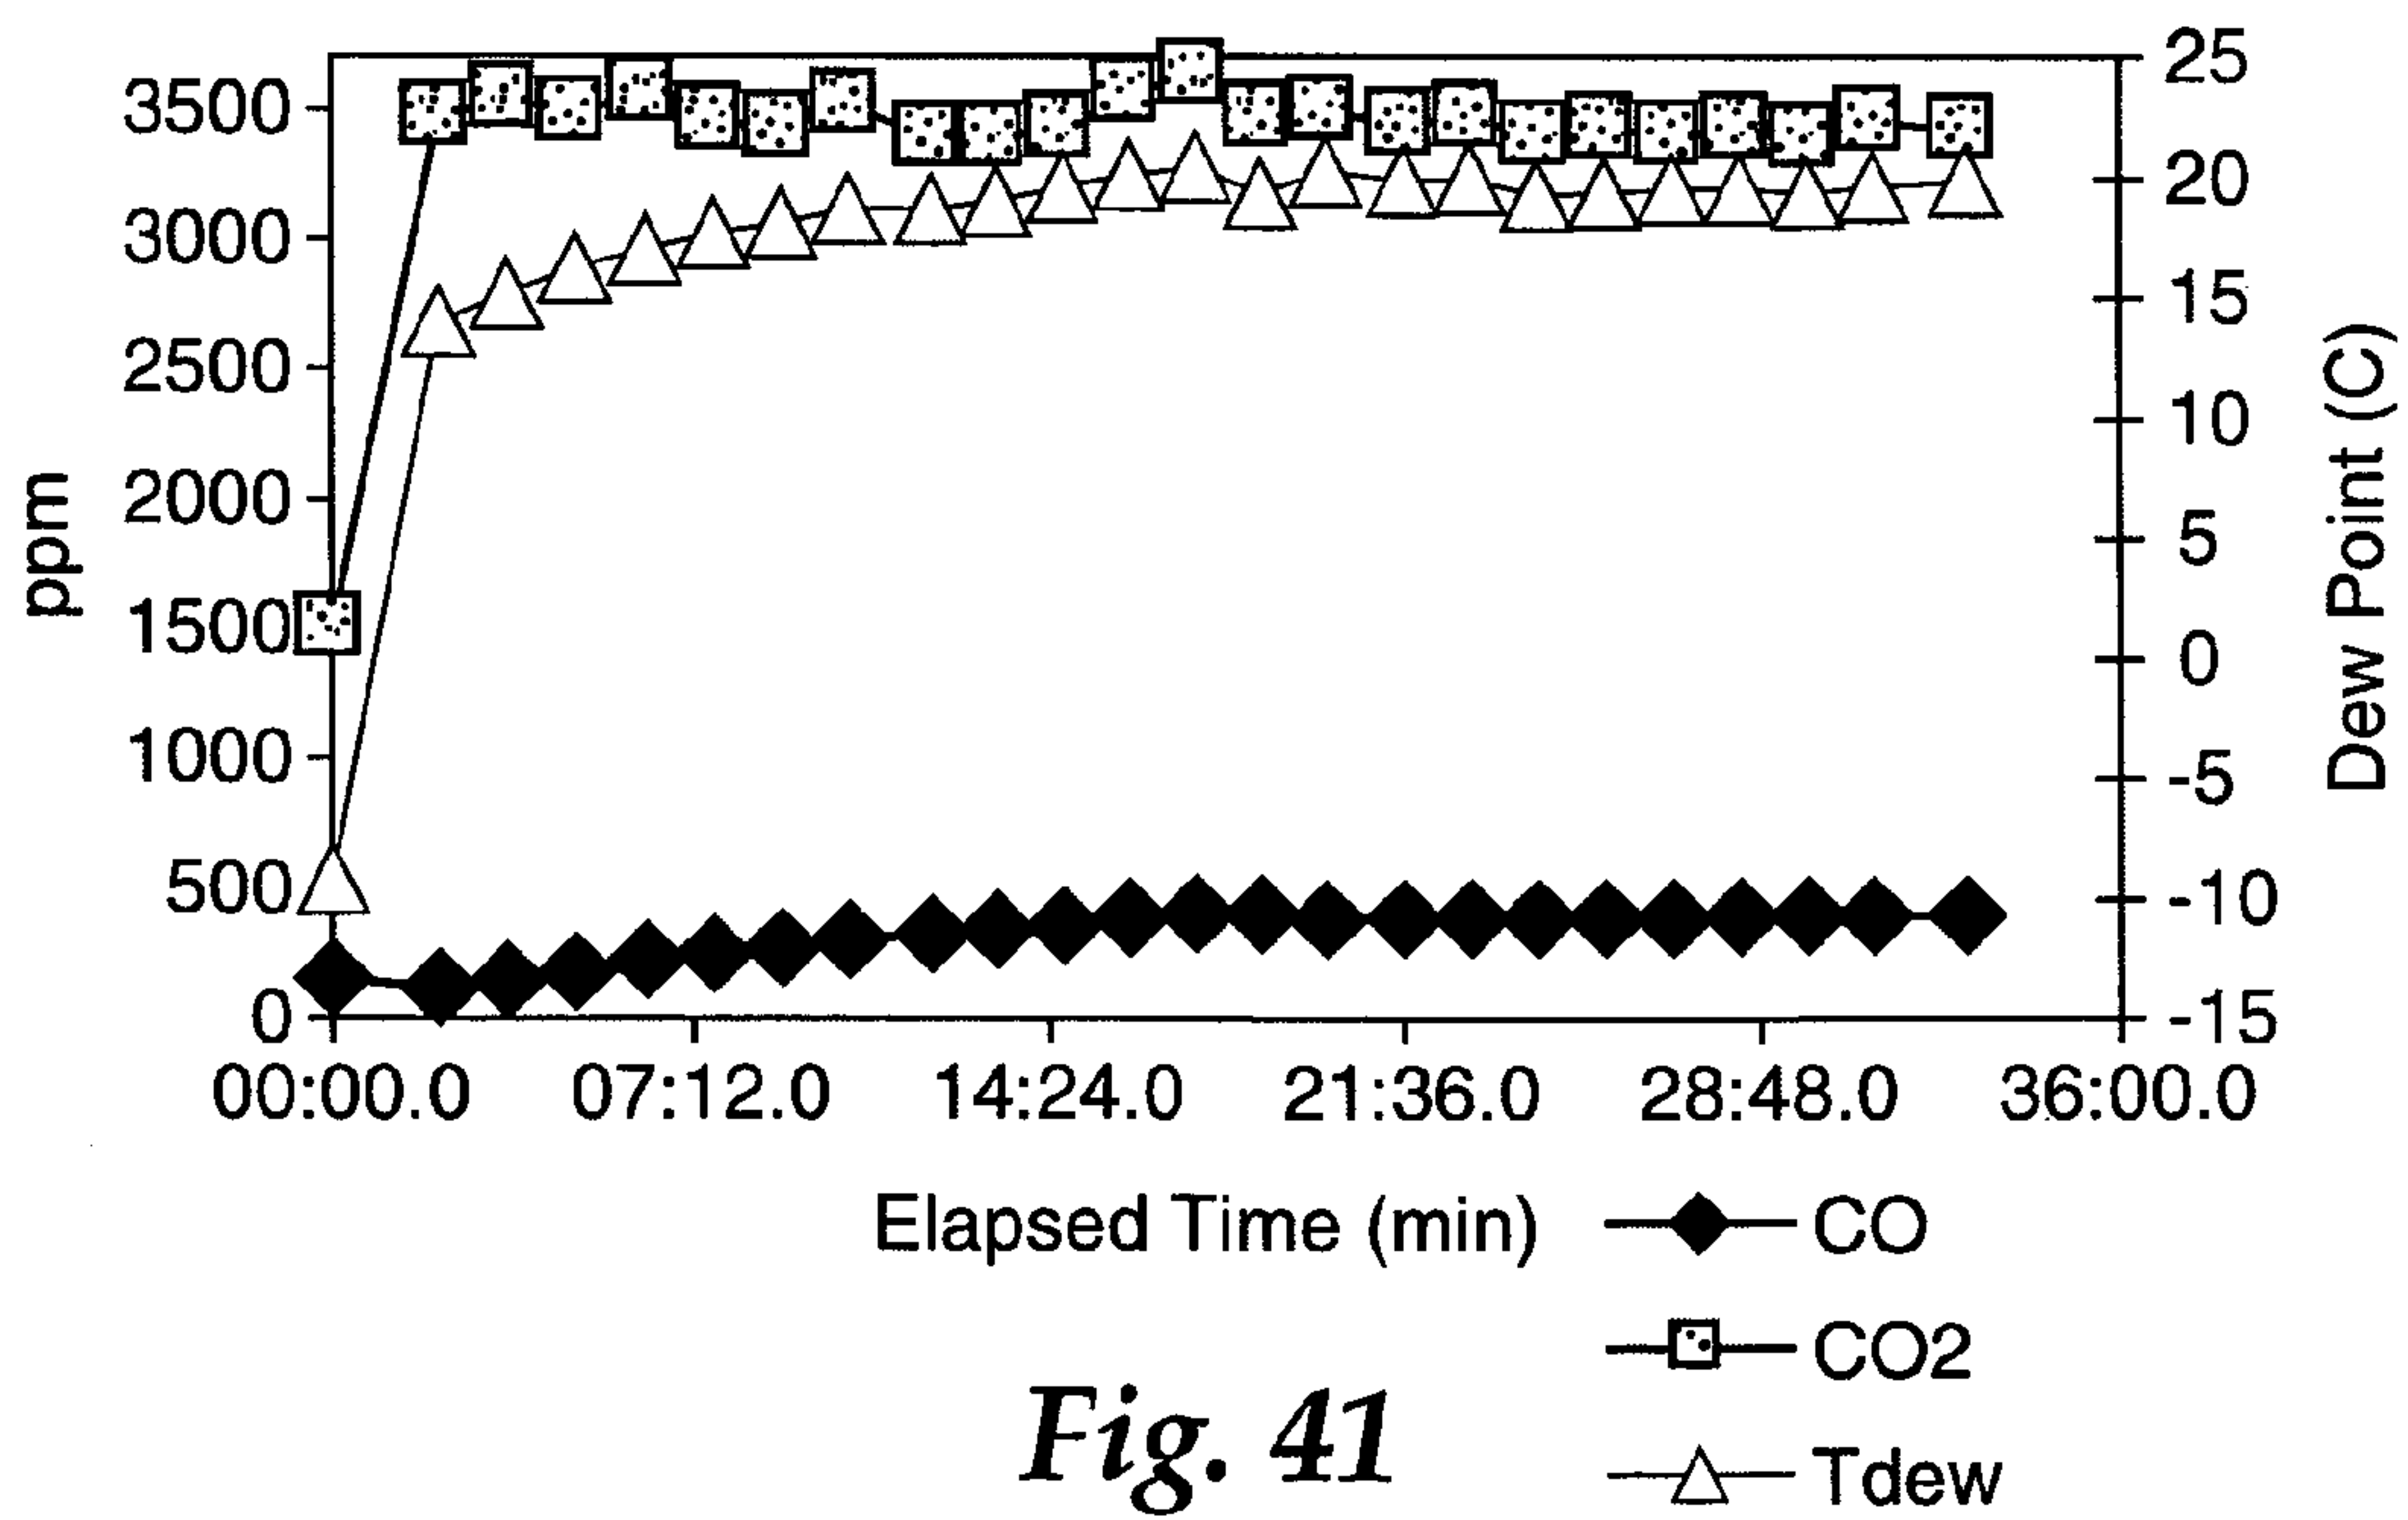 ppm
3500
3000
2500
2000
1500
1000
500
0
25
20
15
10
5
0
-5
-10
-15
Dew Point (C)
00:00.0 07:12.0 14:24.0 21:36.0 28:48.0 36:00.0
Elapsed Time (min)
CO
CO2
Tdew
Fig. 41